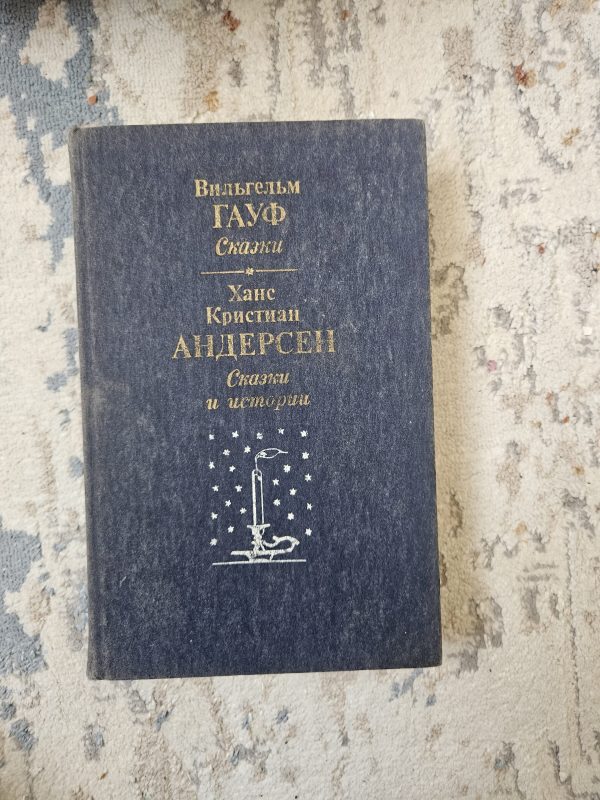 Вильгельм
ГАУФ
Сказки
Ханс
Кристиан
АНДЕРСЕН
Сказки
и истории